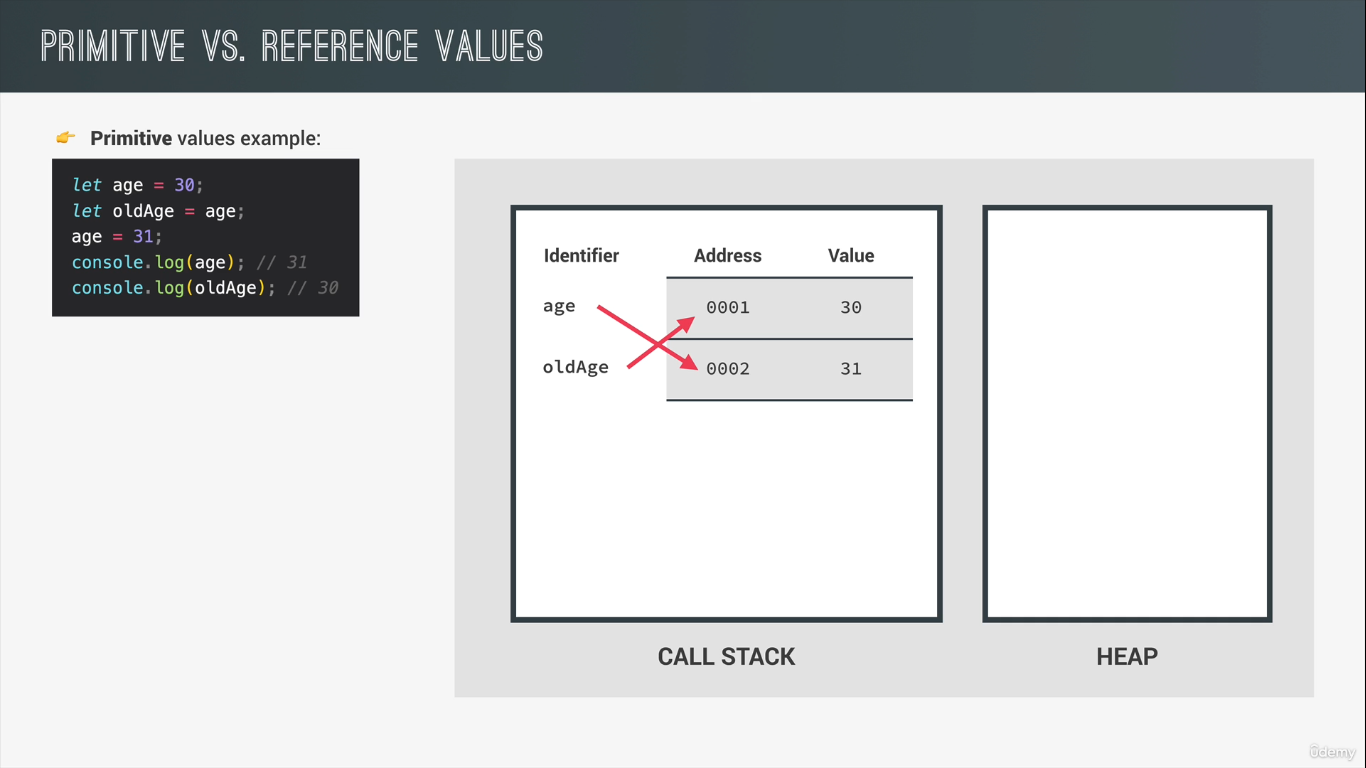 PRIMITIVE VS. REFERENCE VALUES
👉 Primitive values example:
let age = 30;
let oldAge = age;
age = 31;
console.log(age); // 31
console.log(oldAge); // 30
Identifier Address Value
age 0001 30
oldAge 0002 31
CALL STACK
HEAP
ûdemy